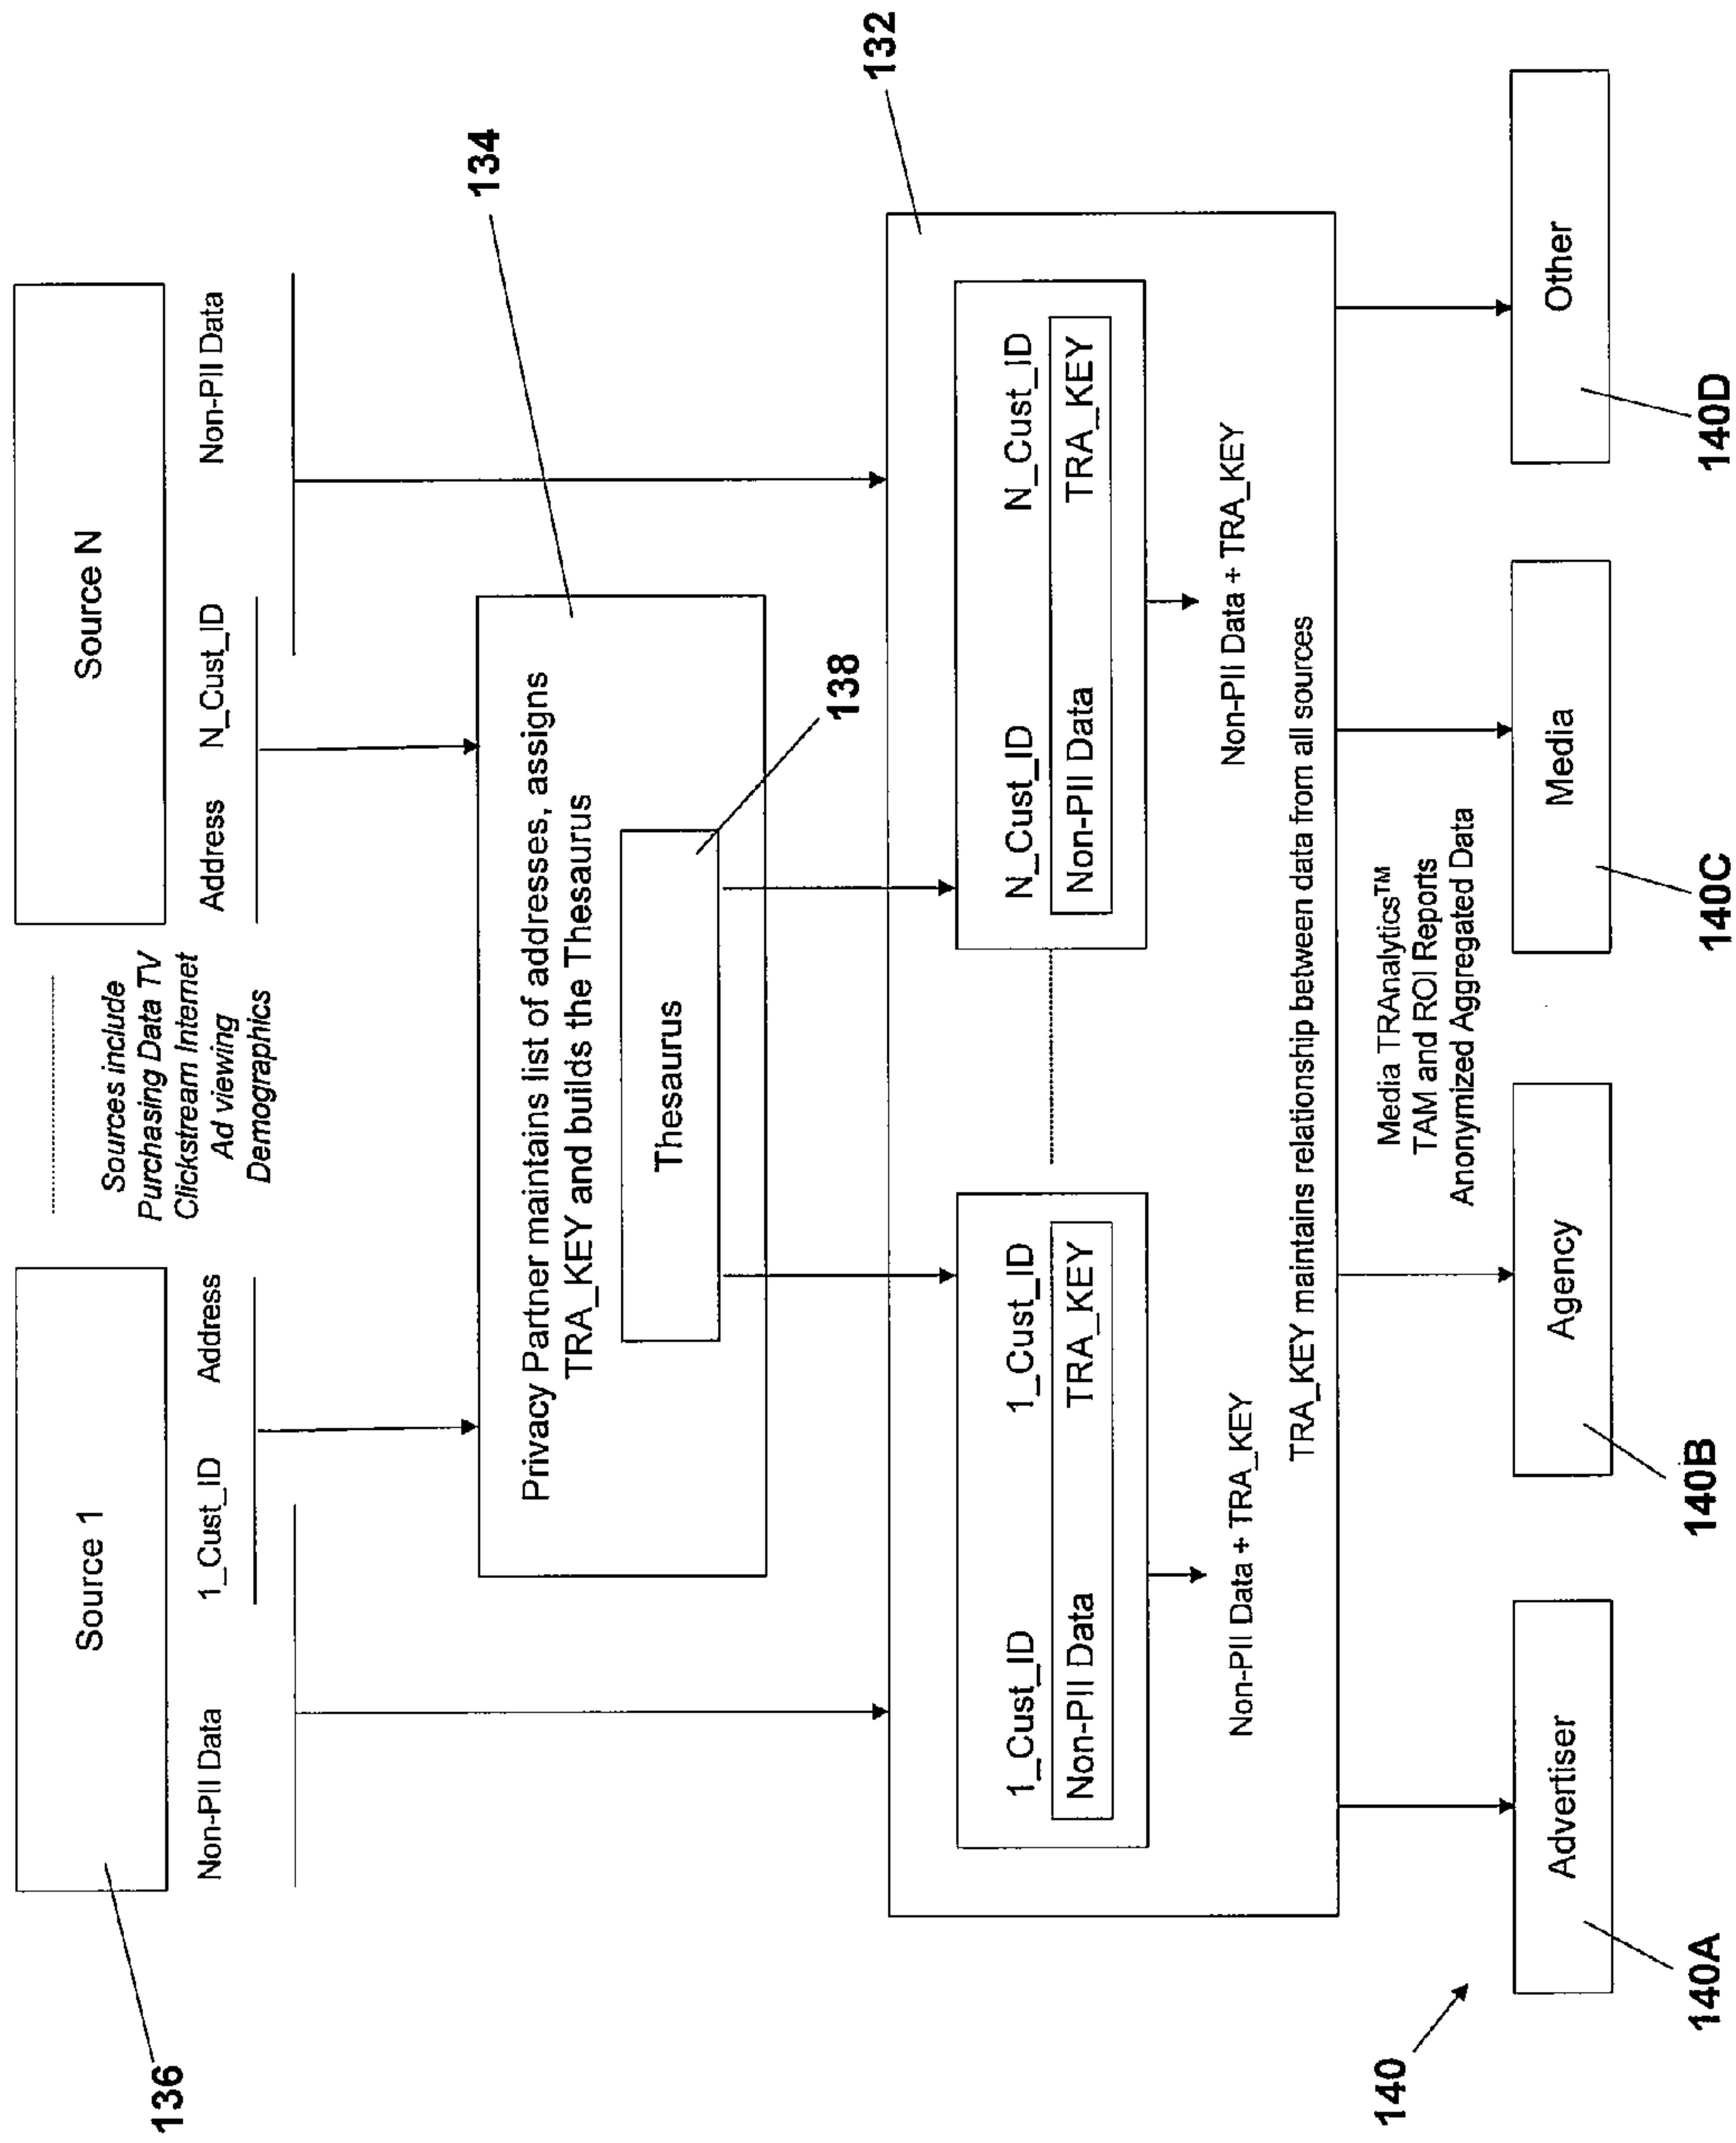 Source 1
Source N
136
Sources include
Purchasing Data TV
Clickstream Internet
Ad viewing
Demographics
Non-PII Data
1_Cust_ID
Address
Address
N_Cust_ID
Non-PII Data
134
Privacy Partner maintains list of addresses, assigns
TRA_KEY and builds the Thesaurus
Thesaurus
138
132
1_Cust_ID
1_Cust_ID
Non-PII Data
TRA_KEY
N_Cust_ID
N_Cust_ID
Non-PII Data
TRA_KEY
Non-PII Data + TRA_KEY
Non-PII Data + TRA_KEY
TRA_KEY maintains relationship between data from all sources
Media TRAnalytics™
TAM and ROI Reports
Anonymized Aggregated Data
140
Advertiser
Agency
Media
Other
140A
140B
140C
140D